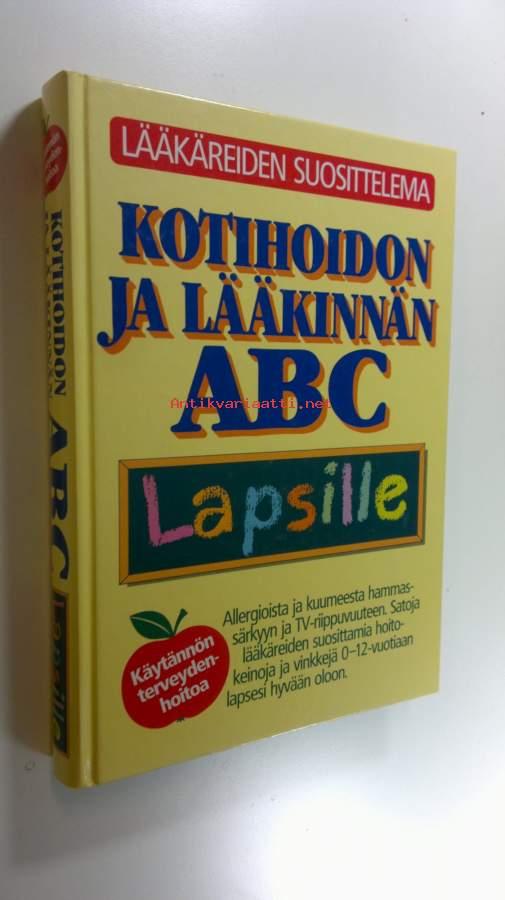 LÄÄKÄREIDEN SUOSITTELEMA
KOTIHOIDON
JA LÄÄKINNÄN
ABC
Antikvariaatti.net
Lapsille
Allergioista ja kuumeesta hammas-
särkyyn ja TV-riippuvuuteen. Satoja
lääkäreiden suosittamia hoito-
keinoja ja vinkkejä 0–12-vuotiaan
lapsesi hyvään oloon.
Käytännön
terveyden-
hoitoa
KOTIHOIDON
JA LÄÄKINNÄN
ABC
Lapsille